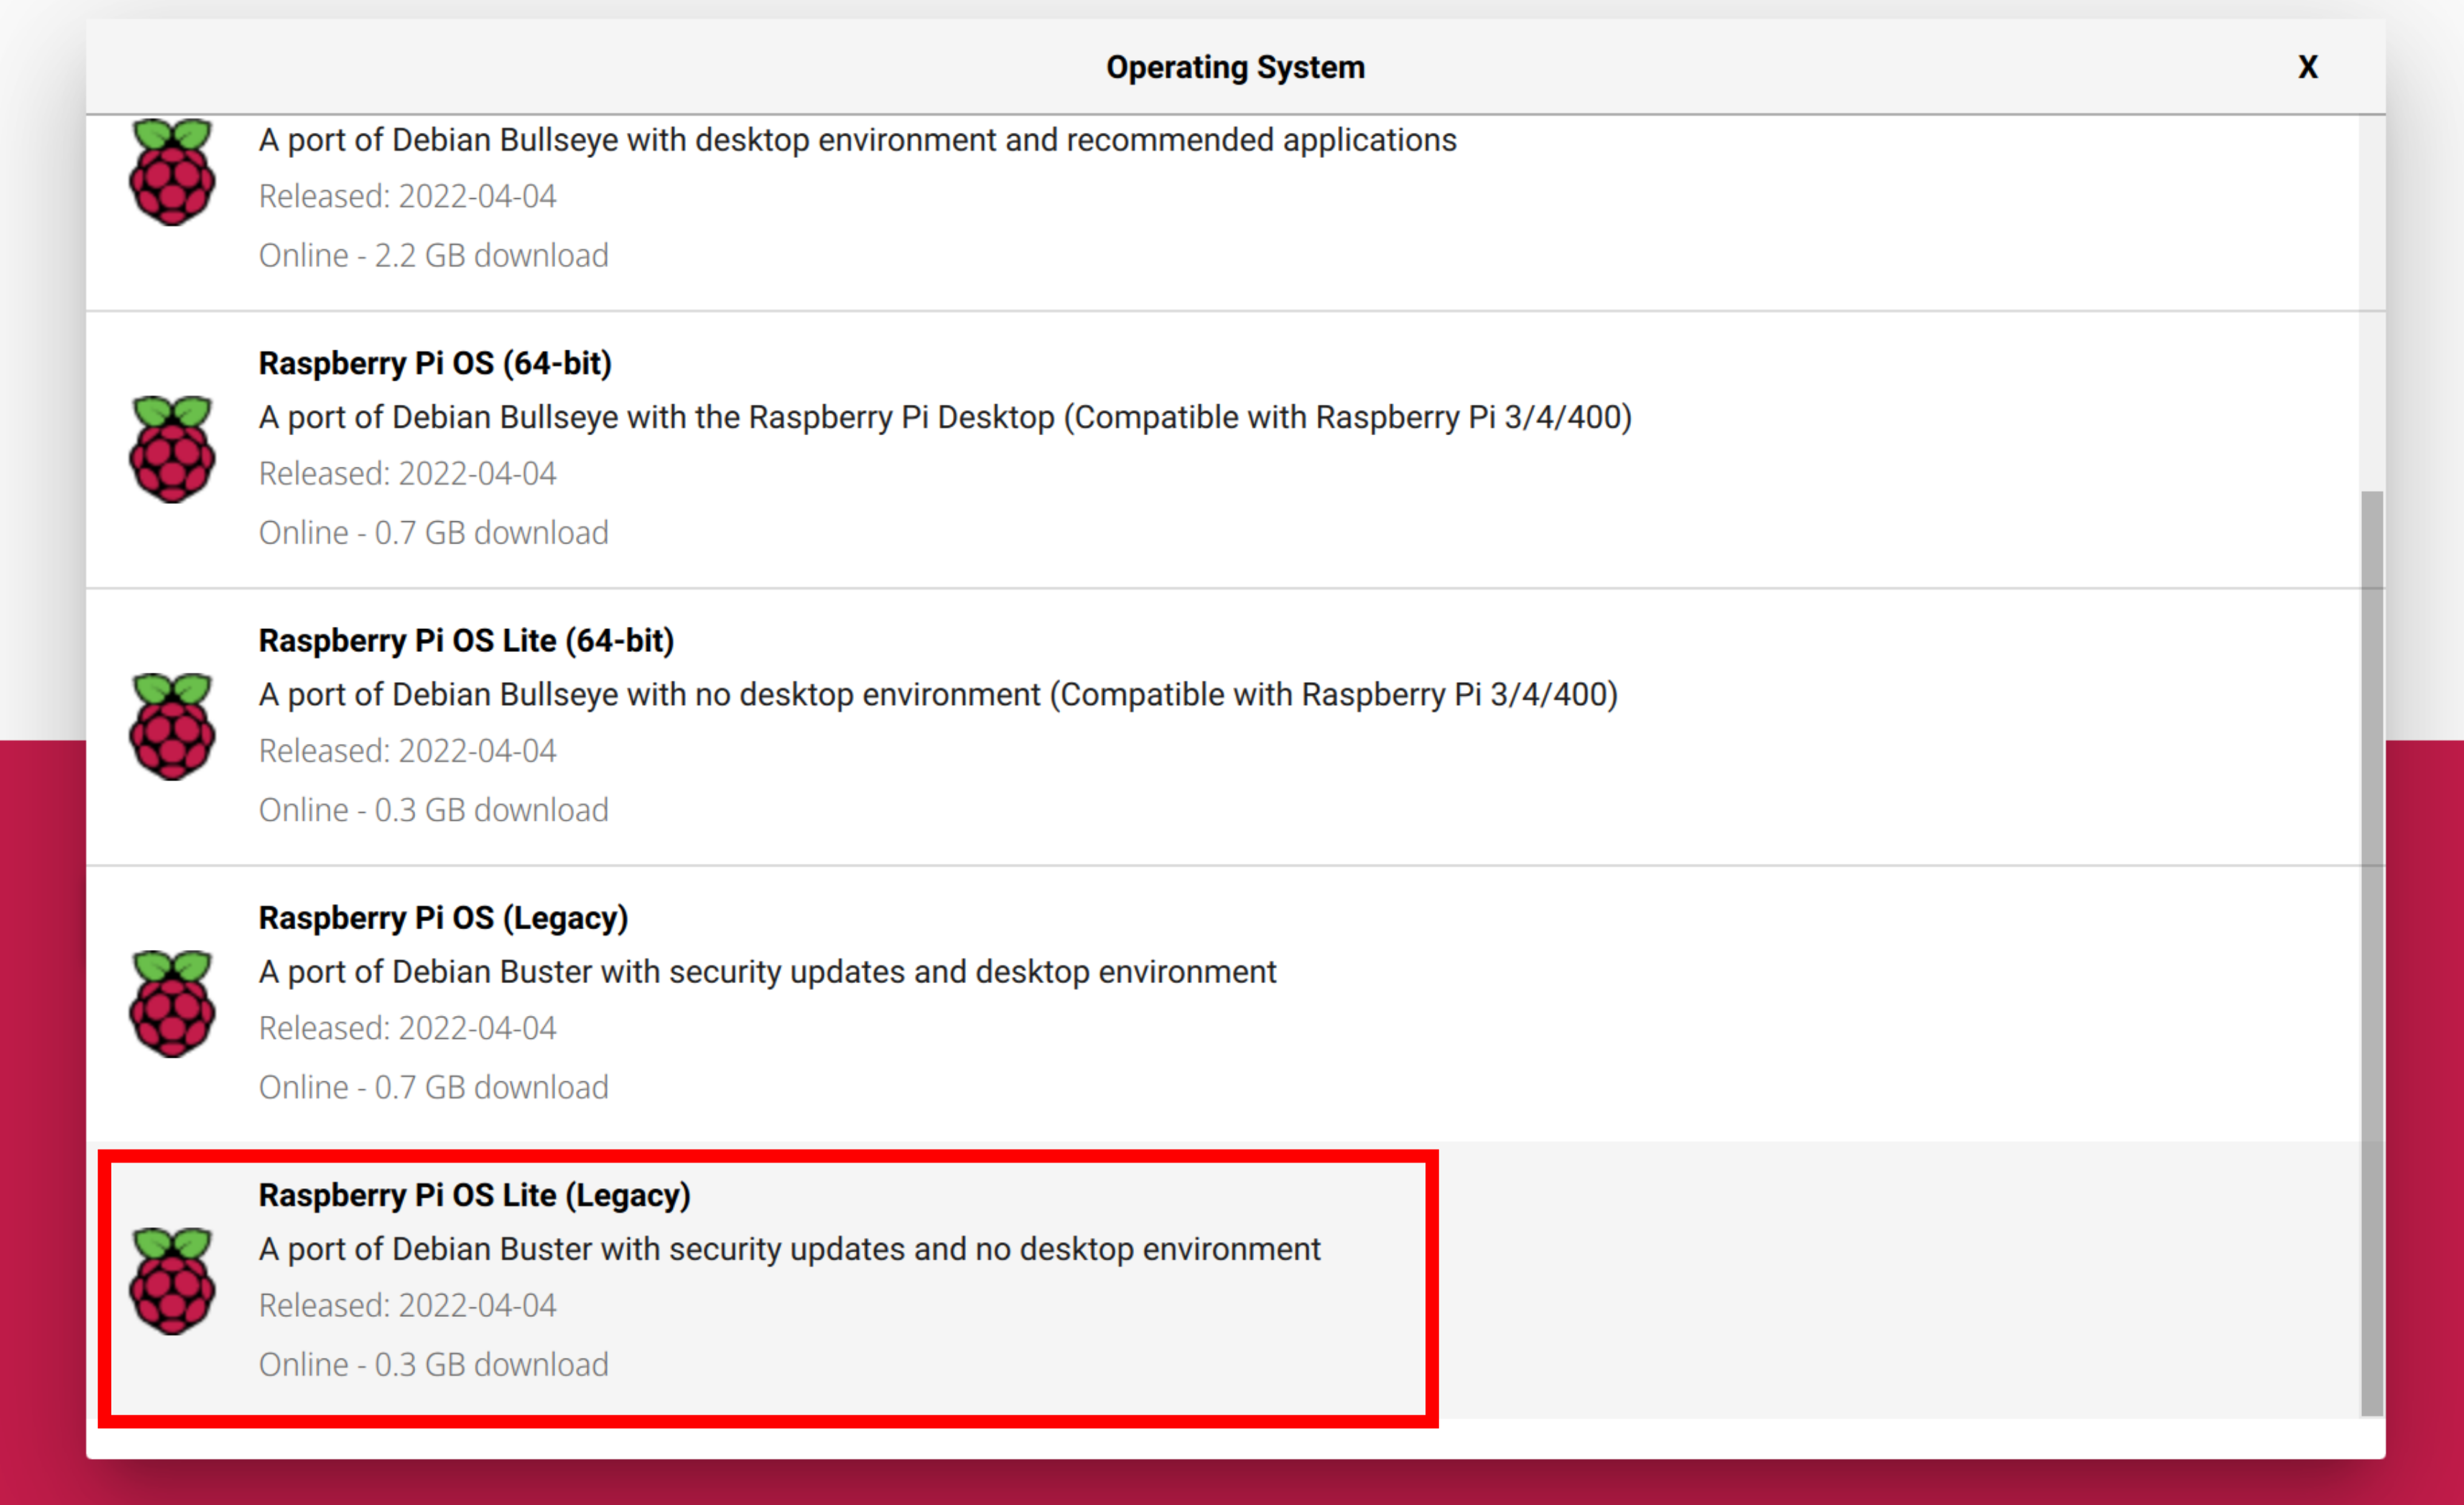 Operating System
X
A port of Debian Bullseye with desktop environment and recommended applications
Released: 2022-04-04
Online - 2.2 GB download
Raspberry Pi OS (64-bit)
A port of Debian Bullseye with the Raspberry Pi Desktop (Compatible with Raspberry Pi 3/4/400)
Released: 2022-04-04
Online - 0.7 GB download
Raspberry Pi OS Lite (64-bit)
A port of Debian Bullseye with no desktop environment (Compatible with Raspberry Pi 3/4/400)
Released: 2022-04-04
Online - 0.3 GB download
Raspberry Pi OS (Legacy)
A port of Debian Buster with security updates and desktop environment
Released: 2022-04-04
Online - 0.7 GB download
Raspberry Pi OS Lite (Legacy)
A port of Debian Buster with security updates and no desktop environment
Released: 2022-04-04
Online - 0.3 GB download